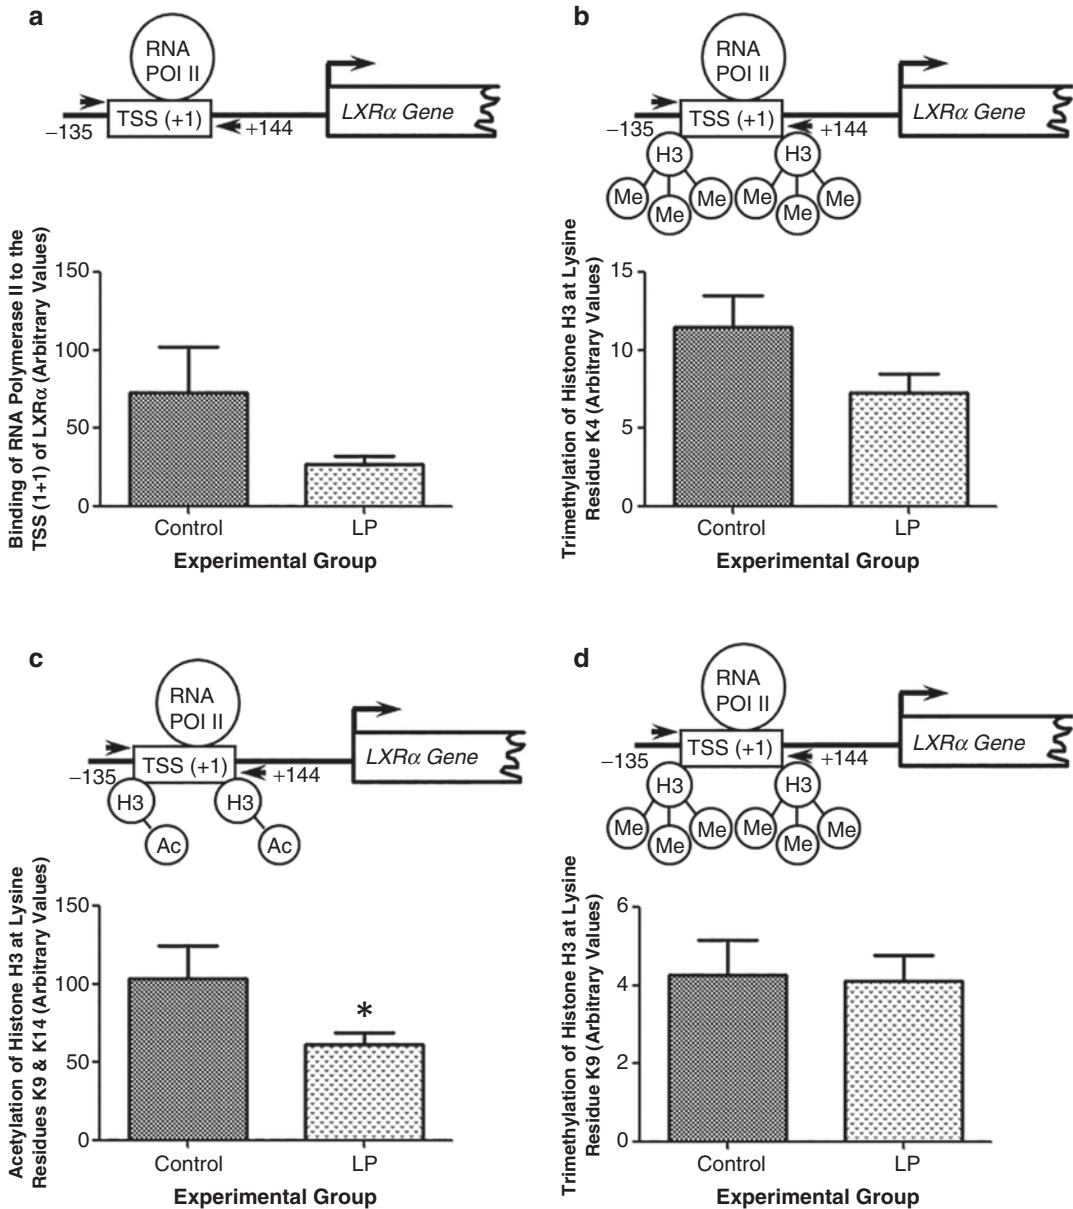 a
RNA
POI II
TSS (+1)
−135
+144
LXRα Gene
Binding of RNA Polymerase II to the
TSS (1+1) of LXRα (Arbitrary Values)
150
100
50
0
Control
LP
Experimental Group
b
RNA
POI II
TSS (+1)
−135
+144
LXRα Gene
H3
H3
Me
Me
Me
Me
Me
Me
Trimethylation of Histone H3 at Lysine
Residue K4 (Arbitrary Values)
15
10
5
0
Control
LP
Experimental Group
c
RNA
POI II
TSS (+1)
−135
+144
LXRα Gene
H3
H3
Ac
Ac
Acetylation of Histone H3 at Lysine
Residues K9 & K14 (Arbitrary Values)
150
100
50
0
*
Control
LP
Experimental Group
d
RNA
POI II
TSS (+1)
−135
+144
LXRα Gene
H3
H3
Me
Me
Me
Me
Me
Me
Trimethylation of Histone H3 at Lysine
Residue K9 (Arbitrary Values)
6
4
2
0
Control
LP
Experimental Group